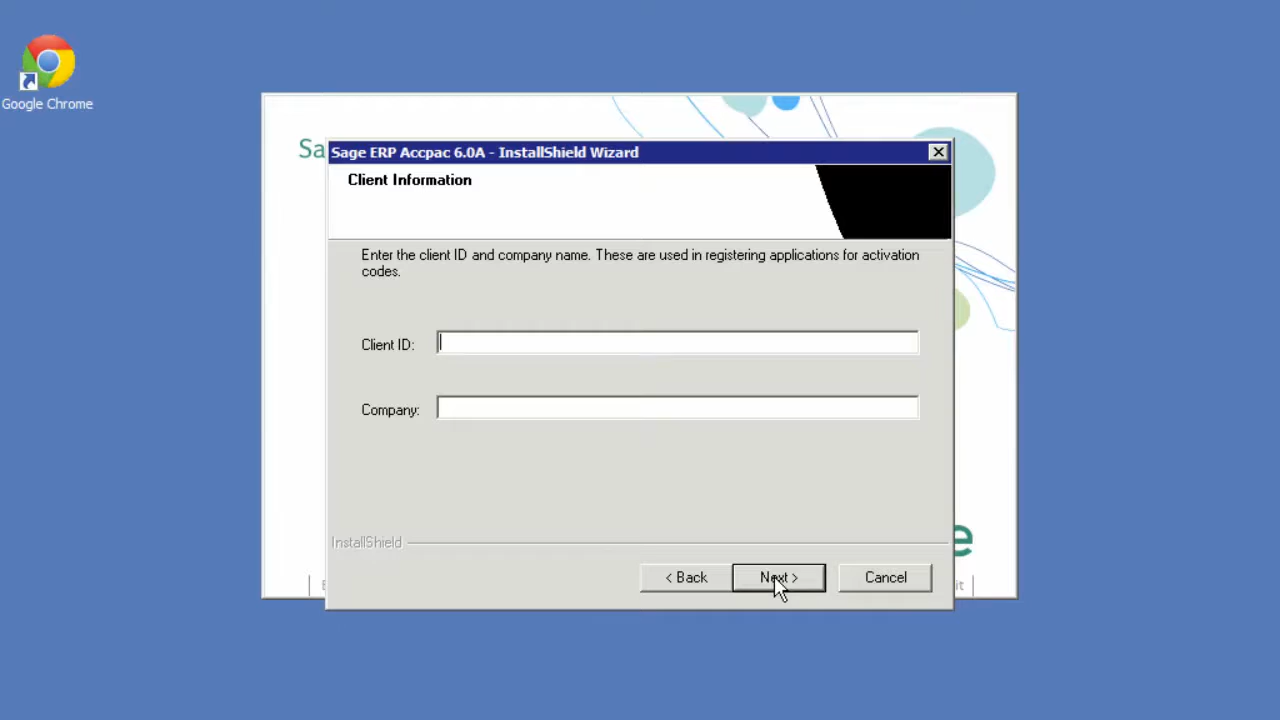 Google Chrome
Sa
Sage ERP Accpac 6.0A - InstallShield Wizard
Client Information
Enter the client ID and company name. These are used in registering applications for activation
codes.
Client ID:
Company:
e
InstallShield
< Back
Next >
Cancel
it